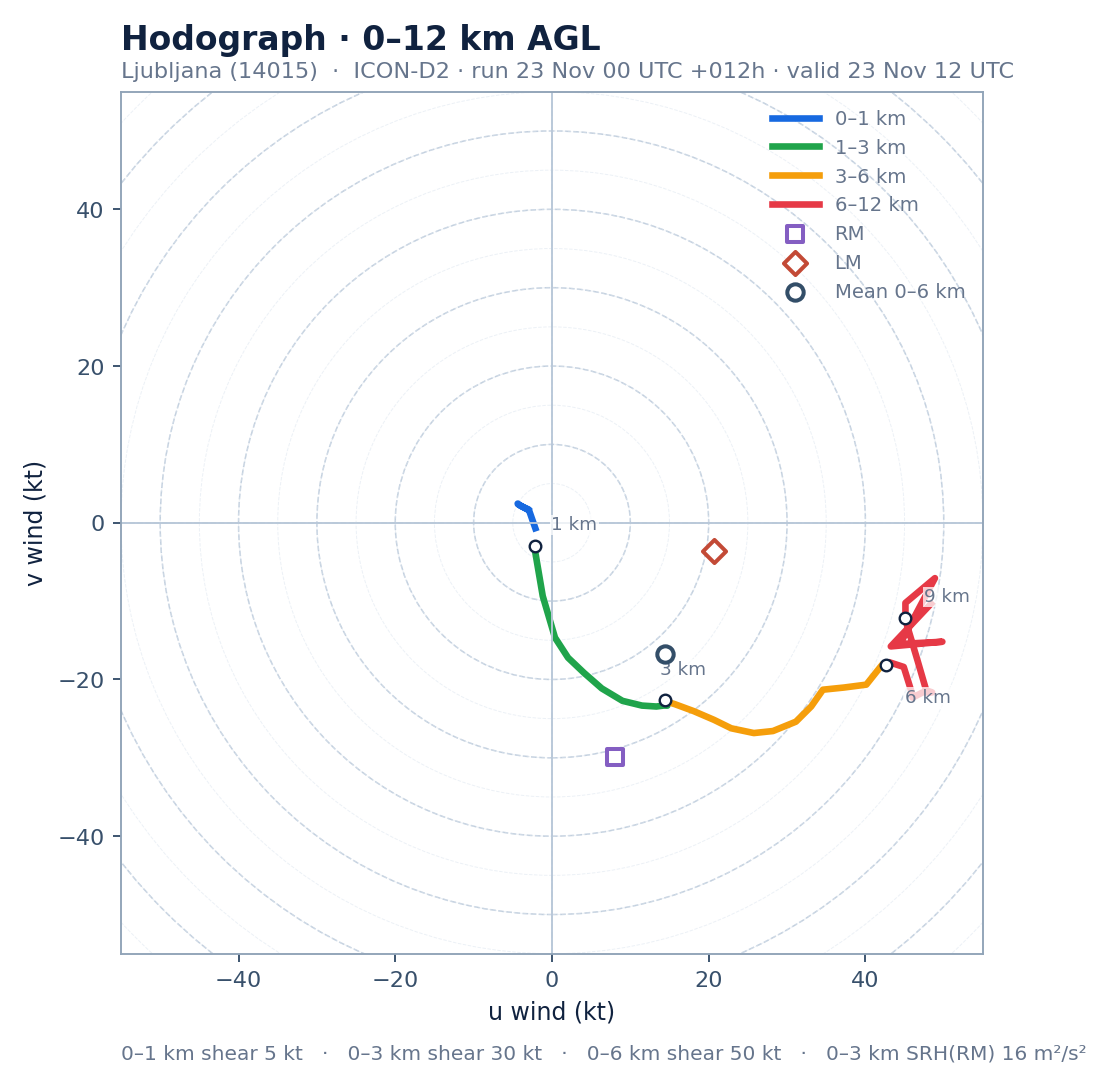 Hodograph · 0–12 km AGL
Ljubljana (14015) · ICON-D2 · run 23 Nov 00 UTC +012h · valid 23 Nov 12 UTC
0–1 km
1–3 km
3–6 km
6–12 km
RM
LM
Mean 0–6 km
40
20
0
−20
−40
v wind (kt)
1 km
9 km
3 km
6 km
−40
−20
0
20
40
u wind (kt)
0–1 km shear 5 kt · 0–3 km shear 30 kt · 0–6 km shear 50 kt · 0–3 km SRH(RM) 16 m²/s²